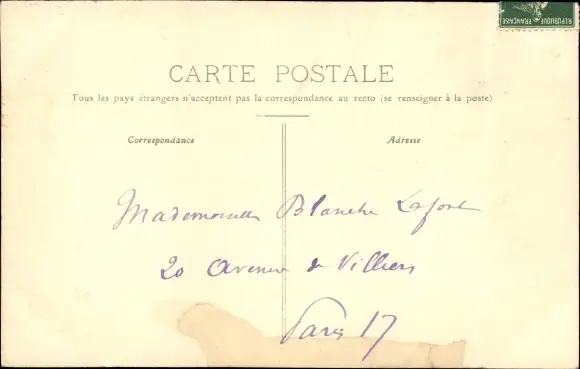 RÉPUBLIQUE FRANÇAISE
CARTE POSTALE
Tous les pays étrangers n'acceptent pas la correspondance au recto (se renseigner à la poste)
Correspondance
Adresse
Mademoiselle Blanche Lafont
20 Avenue de Villiers
Paris 17